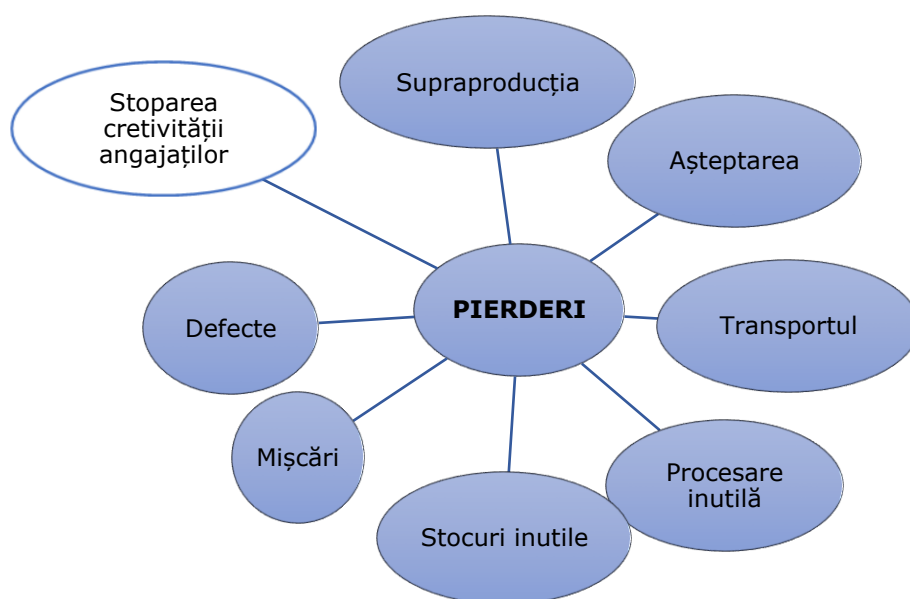 Supraproducția
Stoparea
cretivității
angajaților
Așteptarea
PIERDERI
Transportul
Defecte
Mișcări
Procesare
inutilă
Stocuri inutile